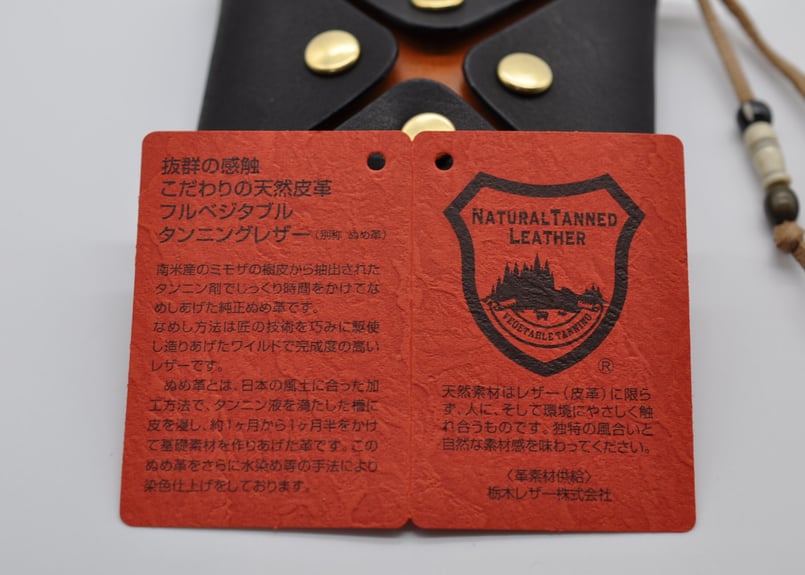 抜群の感触
こだわりの天然皮革
フルベジタブル
タンニングレザー（別称 ぬめ革）
南米産のミモザの樹皮から抽出された
タンニン剤でじっくり時間をかけてな
めしあげた純正ぬめ革です。
なめし方法は匠の技術を巧みに駆使
し造りあげたワイルドで完成度の高い
レザーです。
ぬめ革とは、日本の風土に合った加
工方法で、タンニン液を満たした槽に
皮を浸し、約1ヶ月から1ヶ月半をかけ
て基礎素材を作りあげた革です。この
ぬめ革をさらに水染め等の手法により
染色仕上げをしております。
NATURAL TANNED
LEATHER
VEGETABLE TANNING
®
天然素材はレザー（皮革）に限ら
ず、人に、そして環境にやさしく触
れ合うものです、独特の風合いと
自然な素材感を味わってください。
〈革素材供給〉
栃木レザー株式会社